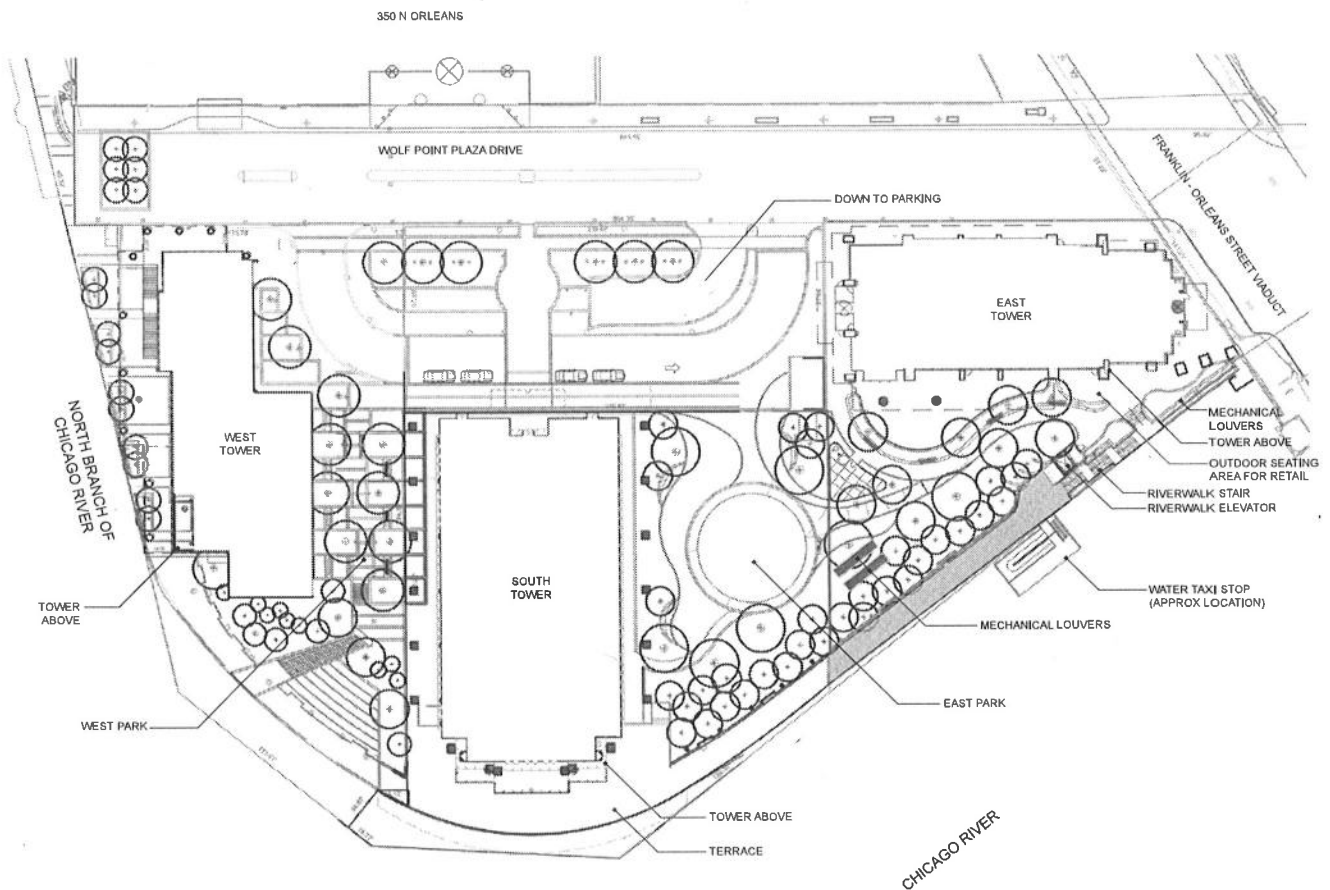 350 N ORLEANS
WOLF POINT PLAZA DRIVE
FRANKLIN - ORLEANS STREET VIADUCT
DOWN TO PARKING
EAST
TOWER
NORTH BRANCH OF
CHICAGO RIVER
WEST
TOWER
MECHANICAL
LOUVERS
TOWER ABOVE
OUTDOOR SEATING
AREA FOR RETAIL
RIVERWALK STAIR
RIVERWALK ELEVATOR
SOUTH
TOWER
WATER TAXI STOP
(APPROX LOCATION)
TOWER
ABOVE
MECHANICAL LOUVERS
EAST PARK
WEST PARK
TOWER ABOVE
TERRACE
CHICAGO RIVER